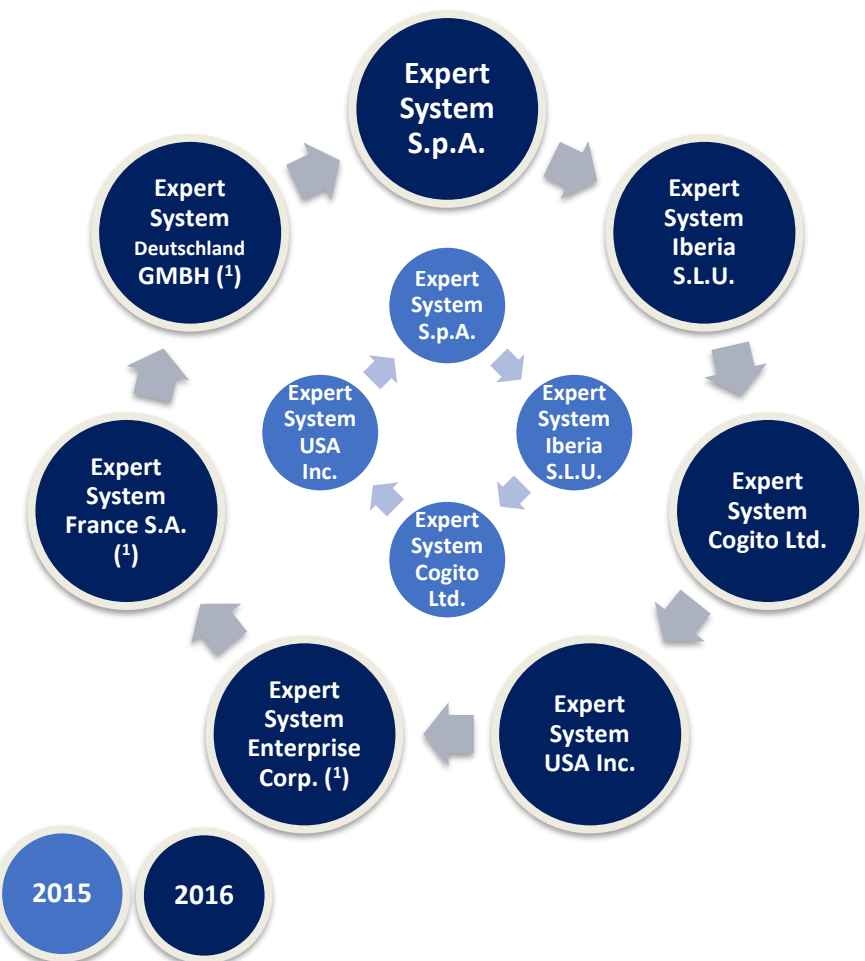 Expert
System
S.p.A.
Expert
System
Iberia
S.L.U.
Expert
System
Cogito Ltd.
Expert
System
USA Inc.
Expert
System
Enterprise
Corp. (¹)
Expert
System
France S.A.
(¹)
Expert
System
Deutschland
GMBH (¹)
Expert
System
S.p.A.
Expert
System
Iberia
S.L.U.
Expert
System
Cogito
Ltd.
Expert
System
USA
Inc.
2015
2016